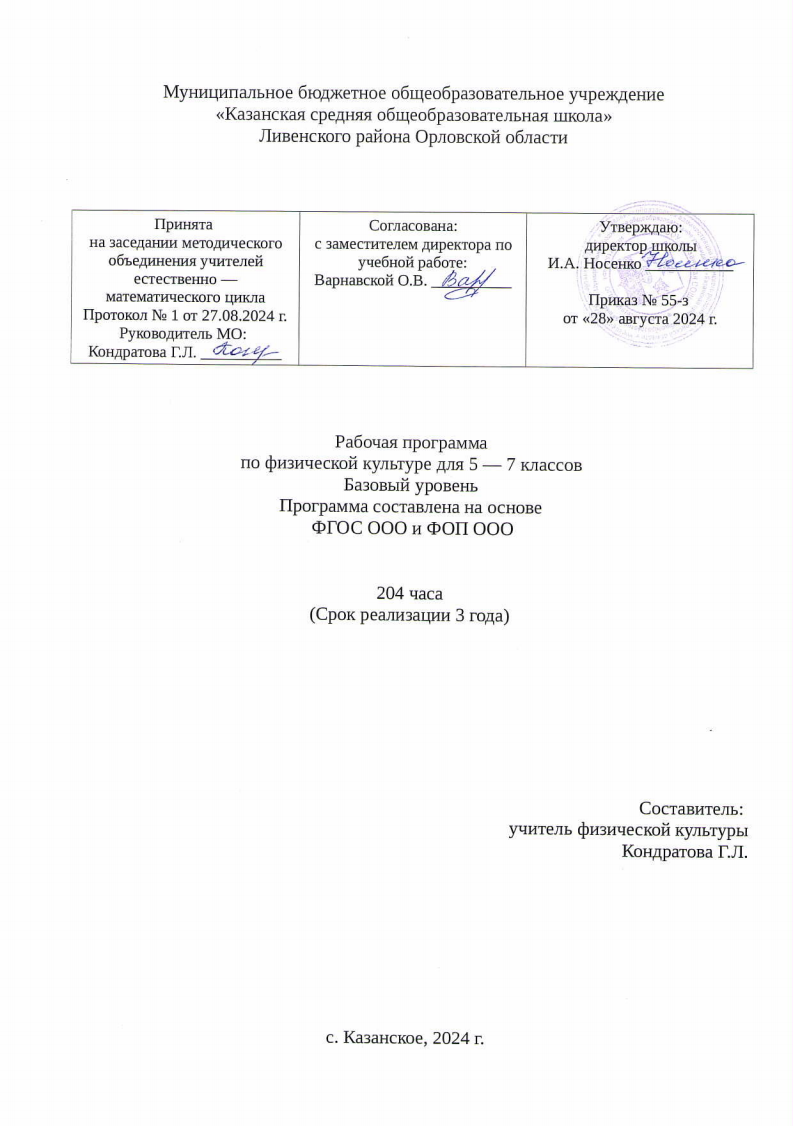 Муниципальное бюджетное общеобразовательное учреждение
«Казанская средняя общеобразовательная школа»
Ливенского района Орловской области
Принята
на заседании методического
объединения учителей
естественно —
математического цикла
Протокол № 1 от 27.08.2024 г.
Руководитель МО:
Кондратова Г.Л. __________
Согласована:
с заместителем директора по
учебной работе:
Варнавской О.В. __________
Утверждаю:
директор школы
И.А. Носенко Носенко
Приказ № 55-з
от «28» августа 2024 г.
Рабочая программа
по физической культуре для 5 — 7 классов
Базовый уровень
Программа составлена на основе
ФГОС ООО и ФОП ООО
204 часа
(Срок реализации 3 года)
Составитель:
учитель физической культуры
Кондратова Г.Л.
с. Казанское, 2024 г.